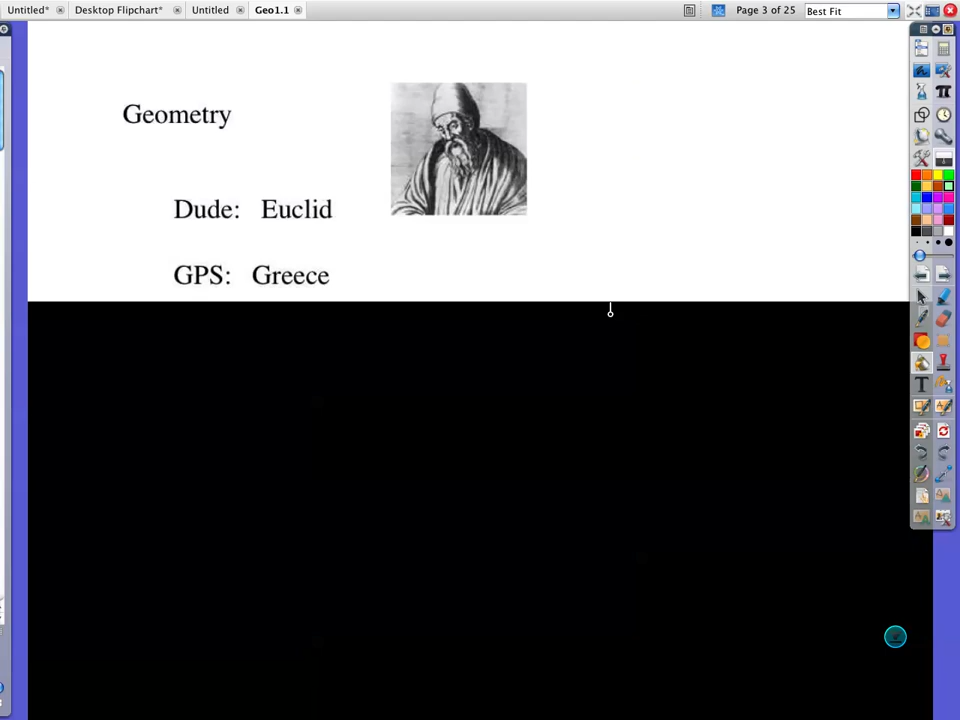 Untitled*
Desktop Flipchart*
Untitled
Geo1.1
Page 3 of 25
Best Fit
Geometry
Dude: Euclid
GPS: Greece